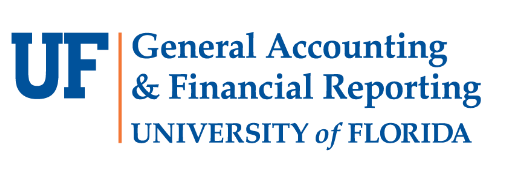 UF
General Accounting
& Financial Reporting
UNIVERSITY of FLORIDA